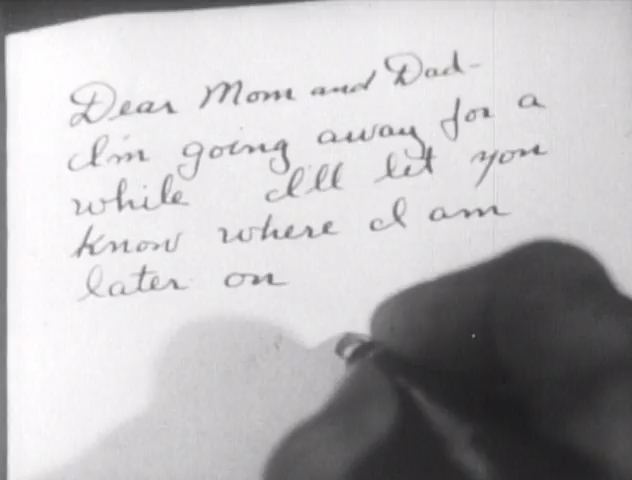 Dear Mom and Dad-
I'm going away for a
while I'll let you
know where I am
later on